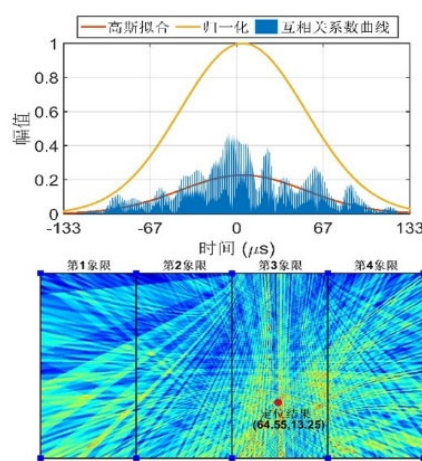 高斯拟合 归一化 互相关系数曲线
1
0.8
0.6
0.4
0.2
0
幅值
-133 -67 0 67 133
时间 (μs)
第1象限 第2象限 第3象限 第4象限
定位结果
(64.55,13.25)